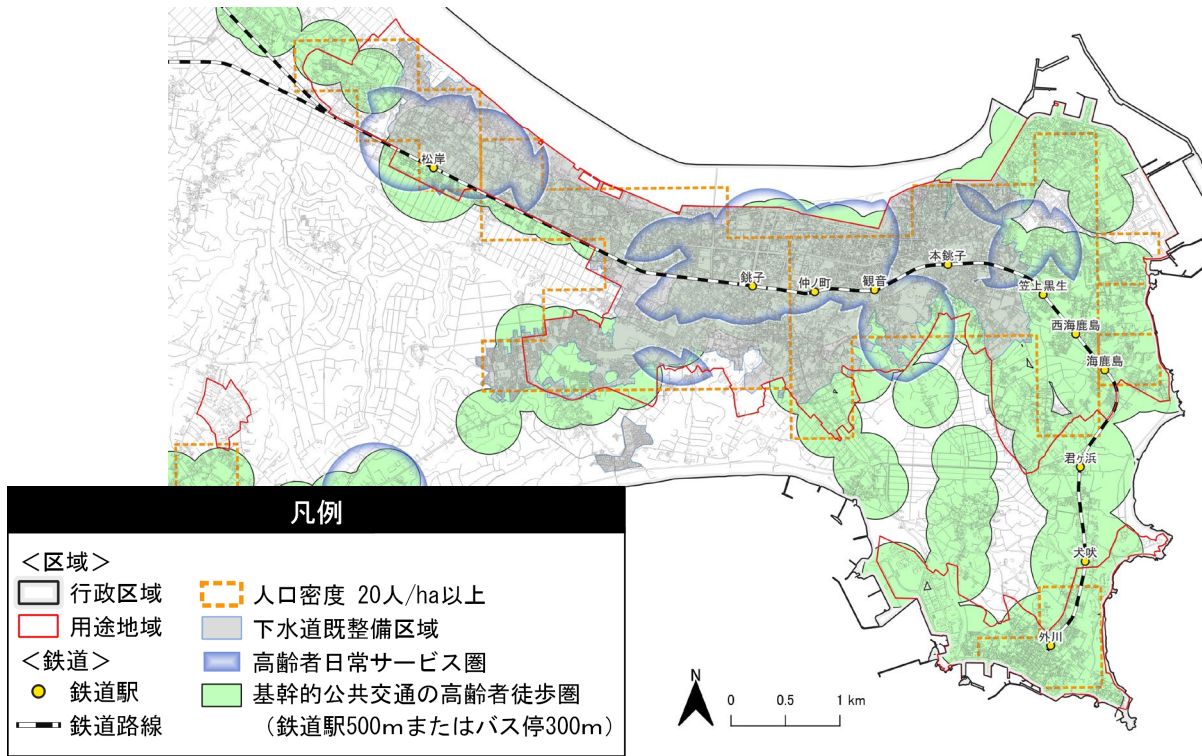 松岸
銚子
仲ノ町
観音
本銚子
笠上黒生
西海鹿島
海鹿島
君ヶ浜
犬吠
外川
凡例
<区域>
行政区域
用途地域
<鉄道>
鉄道駅
鉄道路線
人口密度 20人/ha以上
下水道既整備区域
高齢者日常サービス圏
基幹的公共交通の高齢者徒歩圏
(鉄道駅500mまたはバス停300m)
N
0 0.5 1 km